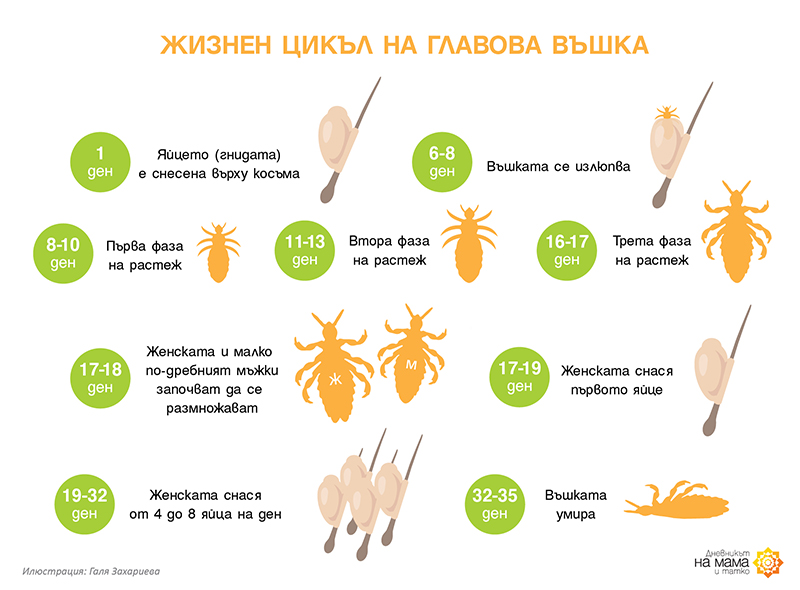 ЖИЗНЕН ЦИКЪЛ НА ГЛАВОВА ВЪШКА
1
ден
Яйцето (гнидата)
е снесена върху косъма
6-8
ден
Въшката се излюпва
8-10
ден
Първа фаза
на растеж
11-13
ден
Втора фаза
на растеж
16-17
ден
Трета фаза
на растеж
17-18
ден
Женската и малко
по-дребният мъжки
започват да се
размножават
Ж
М
17-19
ден
Женската снася
първото яйце
19-32
ден
Женската снася
от 4 до 8 яйца на ден
32-35
ден
Въшката
умира
Илюстрация: Галя Захариева
Дневникът
на мама
и татко